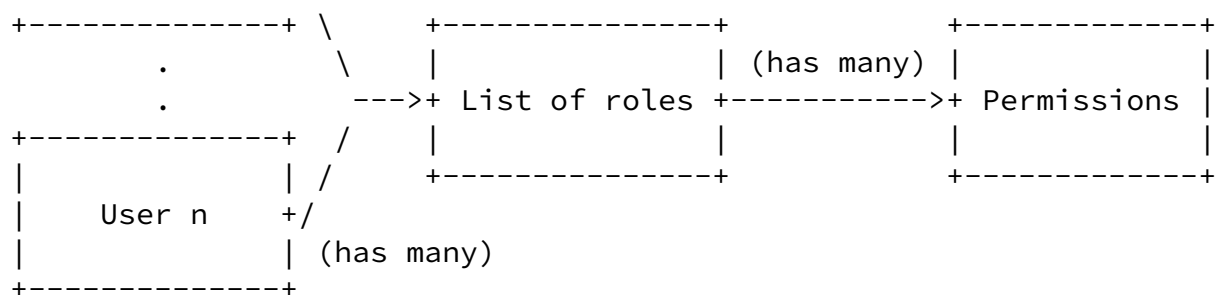 +--------------+ \      +---------------+             +-------------+
        .         \     |               | (has many)  |             |
        .          --->+ List of roles +----------->+ Permissions |
+--------------+  /     |               |             |             |
|              | /      +---------------+             +-------------+
|    User n    +/
|              | (has many)
+--------------+